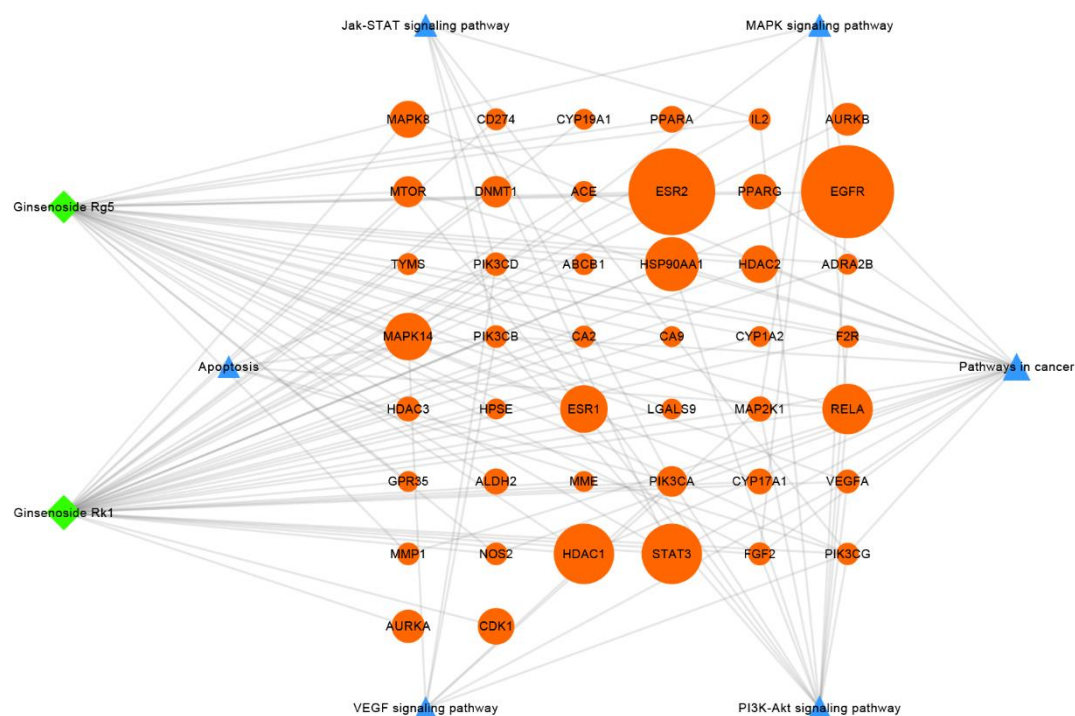 Jak-STAT signaling pathway MAPK signaling pathway
MAPK8 CD274 CYP19A1 PPARA IL2 AURKB
MTOR DNMT1 ACE ESR2 PPARG EGFR
Ginsenoside Rg5
TYMS PIK3CD ABCB1 HSP90AA1 HDAC2 ADRA2B
MAPK14 PIK3CB CA2 CA9 CYP1A2 F2R
Apoptosis Pathways in cancer
HDAC3 HPSE ESR1 LGALS9 MAP2K1 RELA
GPR35 ALDH2 MME PIK3CA CYP17A1 VEGFA
Ginsenoside Rk1
MMP1 NOS2 HDAC1 STAT3 FGF2 PIK3CG
AURKA CDK1
VEGF signaling pathway PI3K-Akt signaling pathway